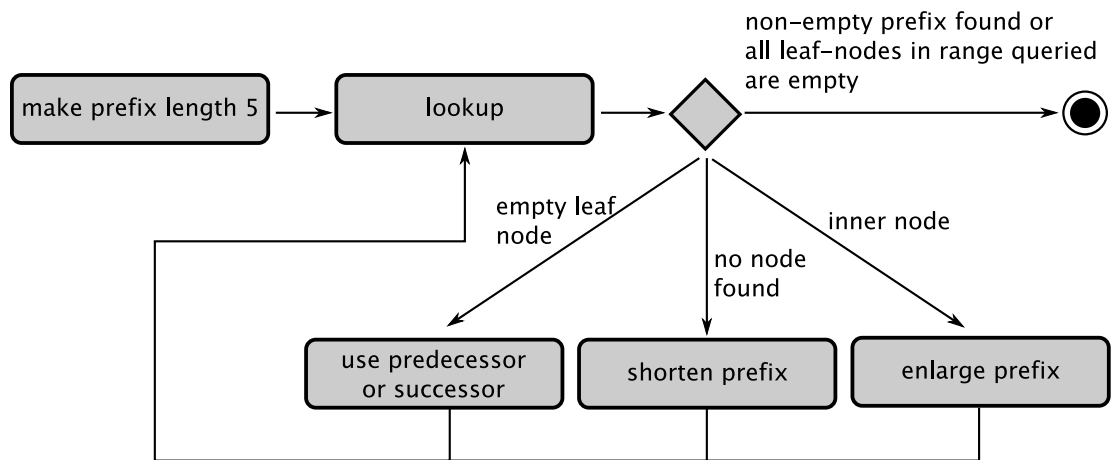 non-empty prefix found or
all leaf-nodes in range queried
are empty
make prefix length 5
lookup
empty leaf
node
inner node
no node
found
use predecessor
or successor
shorten prefix
enlarge prefix